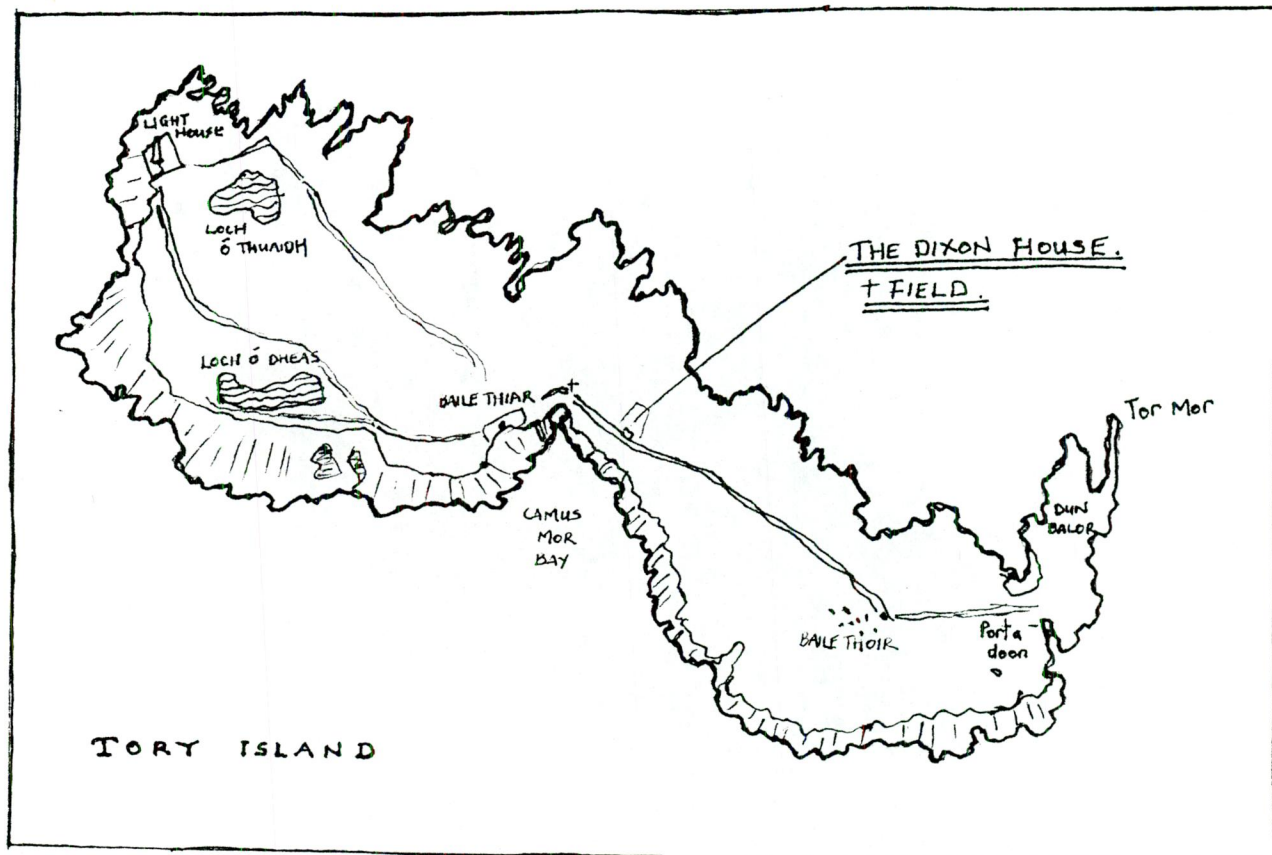 LIGHT
HOUSE
LOCH
Ó THUAIDH
THE DIXON HOUSE.
+ FIELD.
LOCH Ó DHEAS
BAILE THIAR
Tor Mor
DUN
BALOR
CAMUS
MOR
BAY
BAILE THOIR
Port a
doon
TORY ISLAND